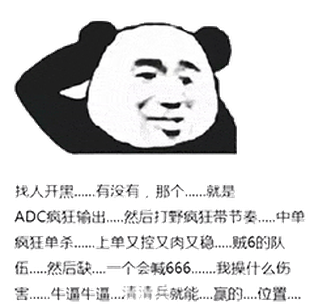 找人开黑......有没有，那个......就是
ADC疯狂输出.....然后打野疯狂带节奏.....中单
疯狂单杀......上单又控又肉又稳.....贼6的队
伍.....然后缺....一个会喊666.......我操什么伤
害.....牛逼牛逼....清清兵就能...赢的....位置....